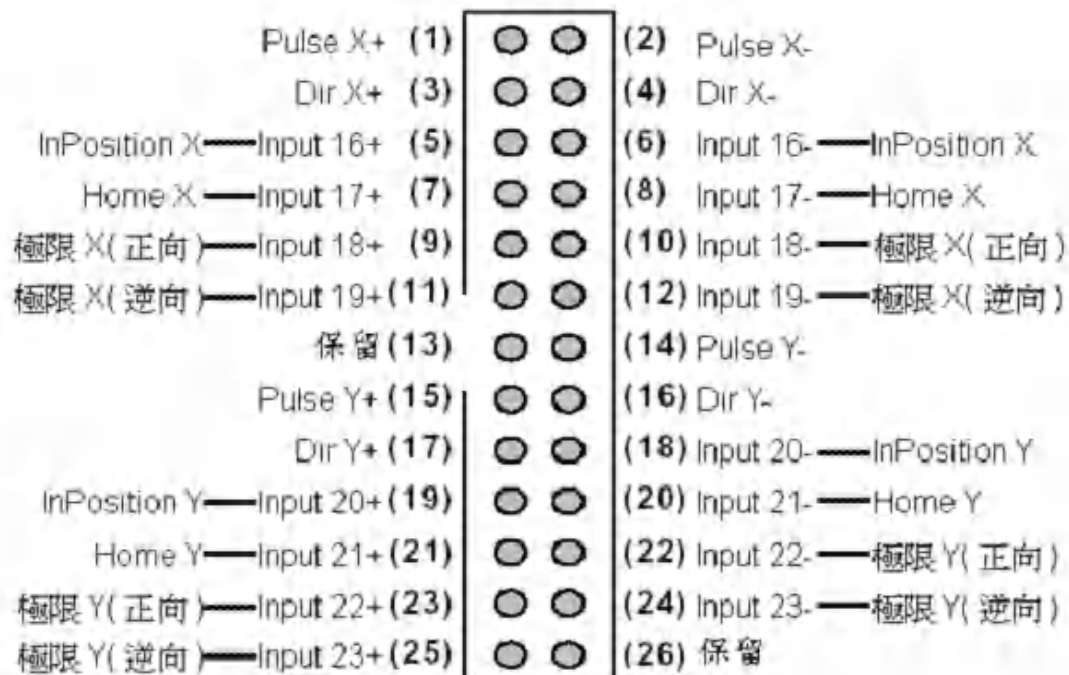 Pulse X+ (1) (2) Pulse X-
Dir X+ (3) (4) Dir X-
InPosition X Input 16+ (5) (6) Input 16- InPosition X
Home X Input 17+ (7) (8) Input 17- Home X
極限 X( 正向 ) Input 18+ (9) (10) Input 18- 極限 X( 正向 )
極限 X( 逆向 ) Input 19+ (11) (12) Input 19- 極限 X( 逆向 )
保留 (13) (14) Pulse Y-
Pulse Y+ (15) (16) Dir Y-
Dir Y+ (17) (18) Input 20- InPosition Y
InPosition Y Input 20+ (19) (20) Input 21- Home Y
Home Y Input 21+ (21) (22) Input 22- 極限 Y( 正向 )
極限 Y( 正向 ) Input 22+ (23) (24) Input 23- 極限 Y( 逆向 )
極限 Y( 逆向 ) Input 23+ (25) (26) 保留